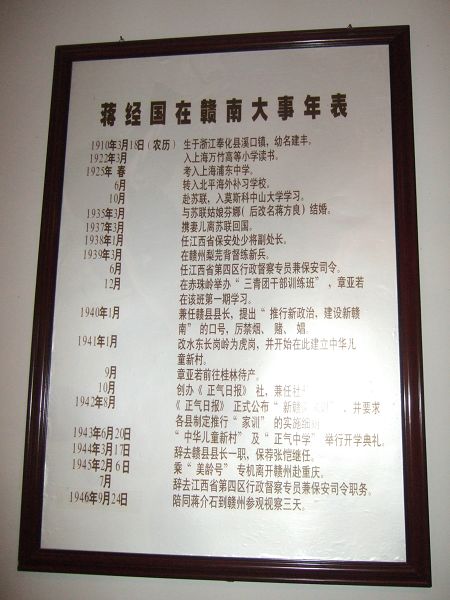 蒋经国在赣南大事年表
1910年3月18日（农历） 生于浙江奉化县溪口镇，幼名建丰。
1922年3月 入上海万竹高等小学读书。
1925年 春 考入上海浦东中学。
6月 转入北平海外补习学校。
10月 赴苏联，入莫斯科中山大学学习。
1935年3月 与苏联姑娘芬娜（后改名蒋方良）结婚。
1937年3月 携妻儿离苏联回国。
1938年1月 任江西省保安处少将副处长。
1939年3月 在赣州梨芫背督练新兵。
6月 任江西省第四区行政督察专员兼保安司令。
12月 在赤珠岭举办“三青团干部训练班”，章亚若
在该班第一期学习。
1940年1月 兼任赣县县长，提出“推行新政治，建设新赣
南”的口号，厉禁烟、赌、娼。
1941年1月 改水东长岗岭为虎岗，并开始在此建立中华儿
童新村。
9月 章亚若前往桂林待产。
10月 创办《正气日报》社，兼任社
1942年8月 《正气日报》正式公布“新赣 ，并要求
各县制定推行“家训”的实施细则
1943年6月20日 “中华儿童新村”及“正气中学”举行开学典礼。
1944年3月17日 辞去赣县县长一职，保荐张恺继任。
1945年2月6日 乘“美龄号”专机离开赣州赴重庆。
7月 辞去江西省第四区行政督察专员兼保安司令职务。
1946年9月24日 陪同蒋介石到赣州参观视察三天。